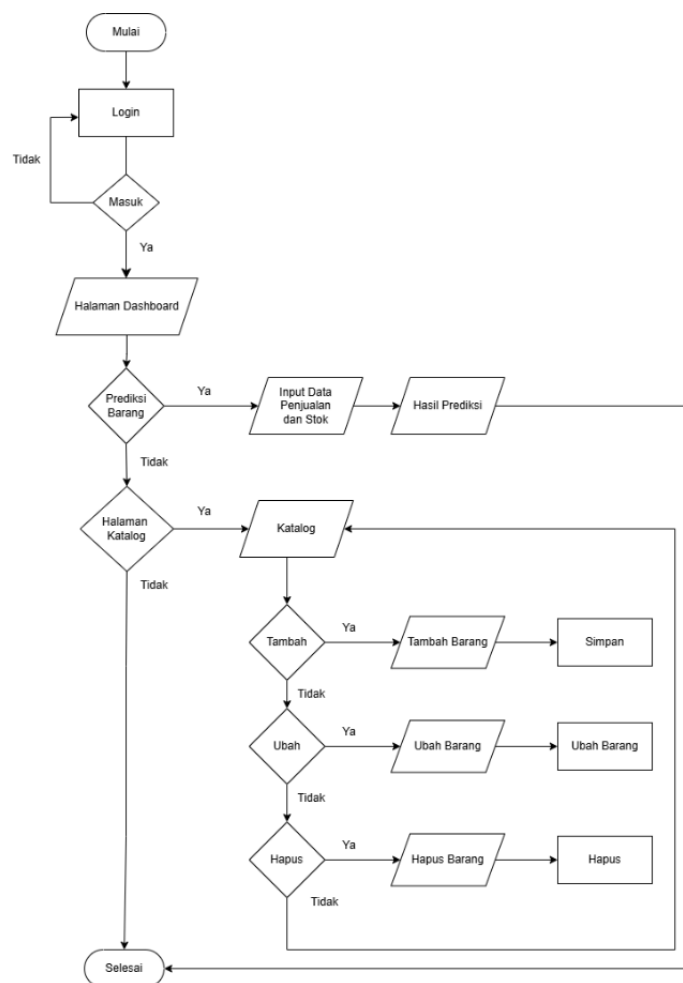 Mulai
Login
Tidak
Masuk
Ya
Halaman Dashboard
Prediksi
Barang
Ya
Input Data
Penjualan
dan Stok
Hasil Prediksi
Tidak
Halaman
Katalog
Ya
Katalog
Tidak
Tambah
Ya
Tambah Barang
Simpan
Tidak
Ubah
Ya
Ubah Barang
Ubah Barang
Tidak
Hapus
Ya
Hapus Barang
Hapus
Tidak
Selesai